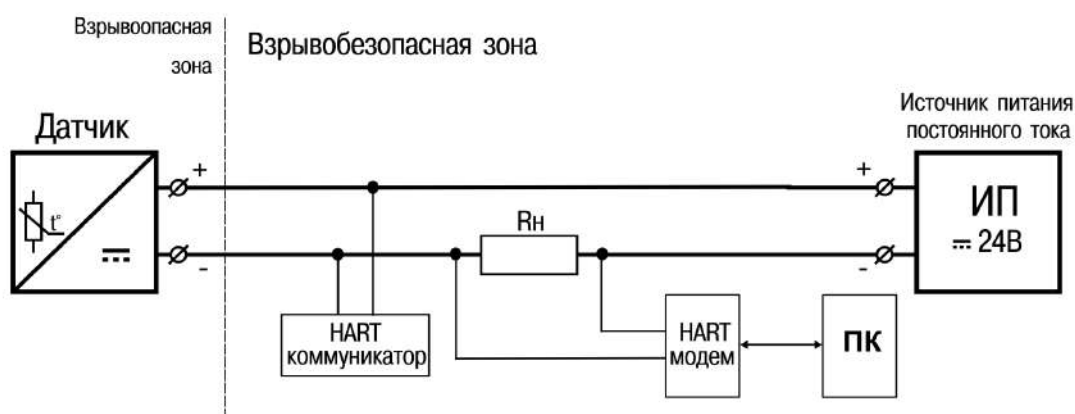 Взрывоопасная
зона
Взрывобезопасная зона
Источник питания
постоянного тока
Датчик
+
+
t°
-
-
Rн
ИП
24В
HART
коммуникатор
HART
модем
ПК